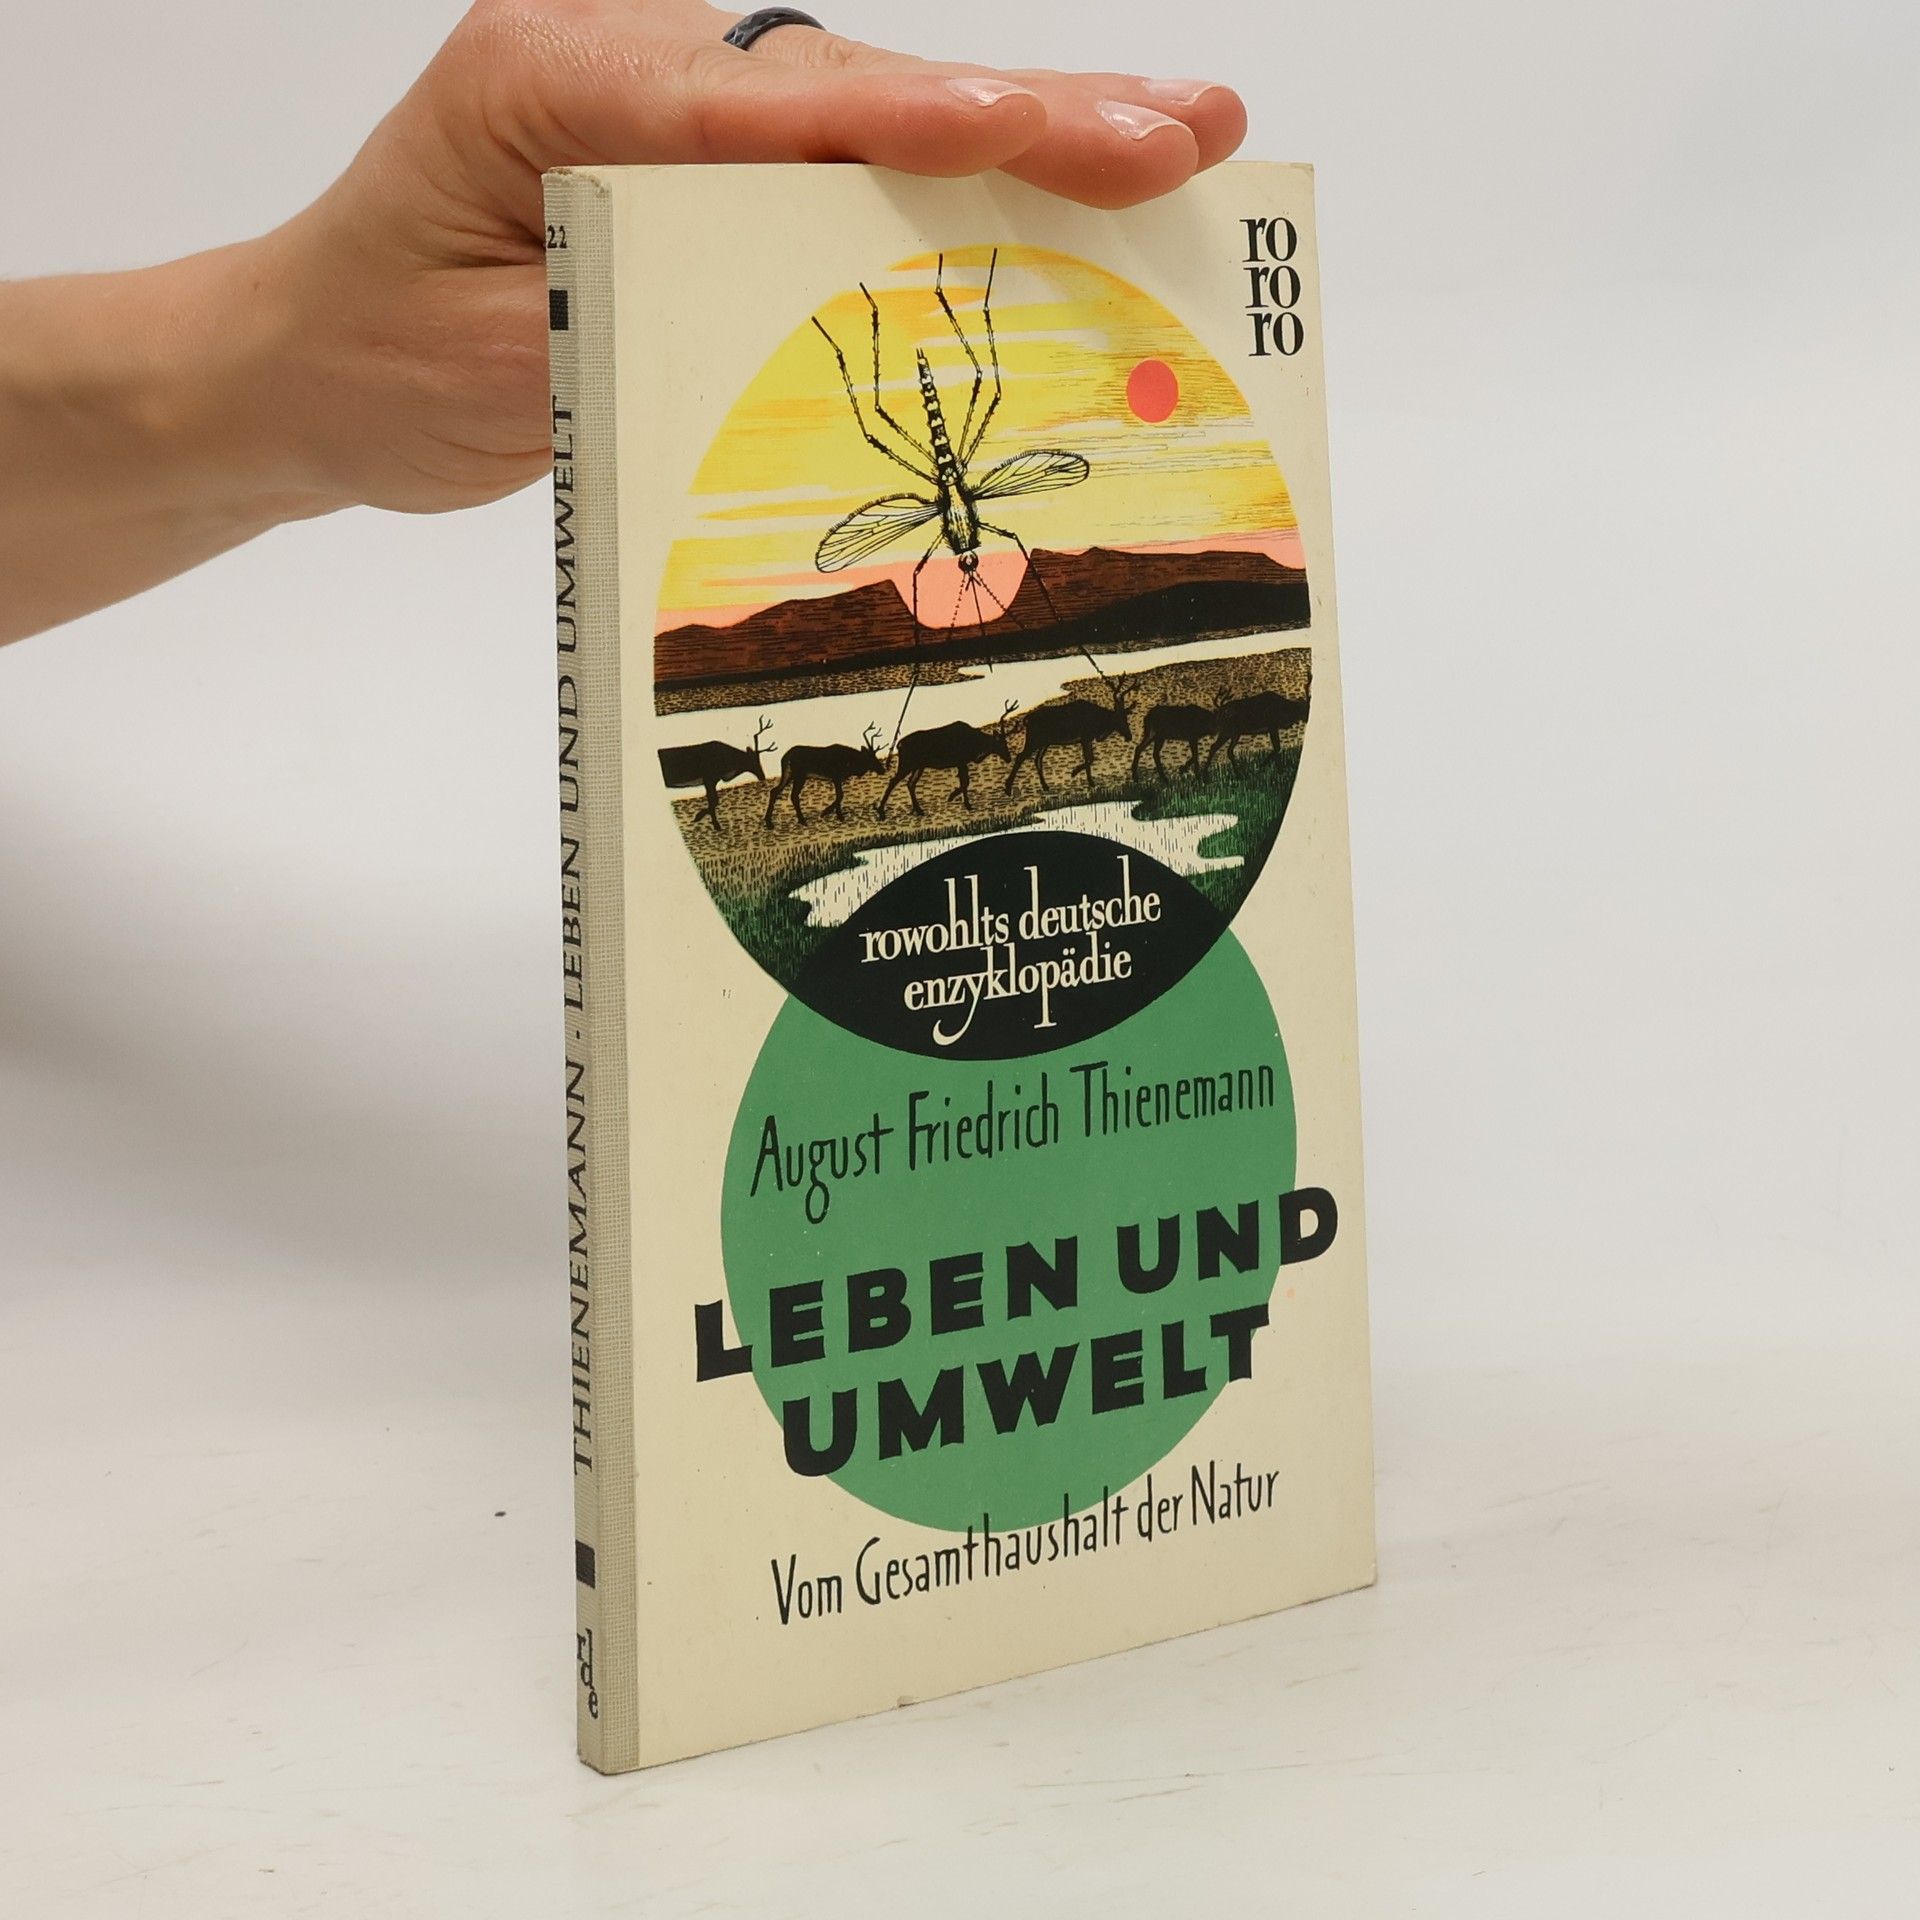 22
THIENEMANN · LEBEN UND UMWELT
rde
ro
ro
ro
rowohlts deutsche
enzyklopädie
August Friedrich Thienemann
LEBEN UND
UMWELT
Vom Gesamthaushalt der Natur